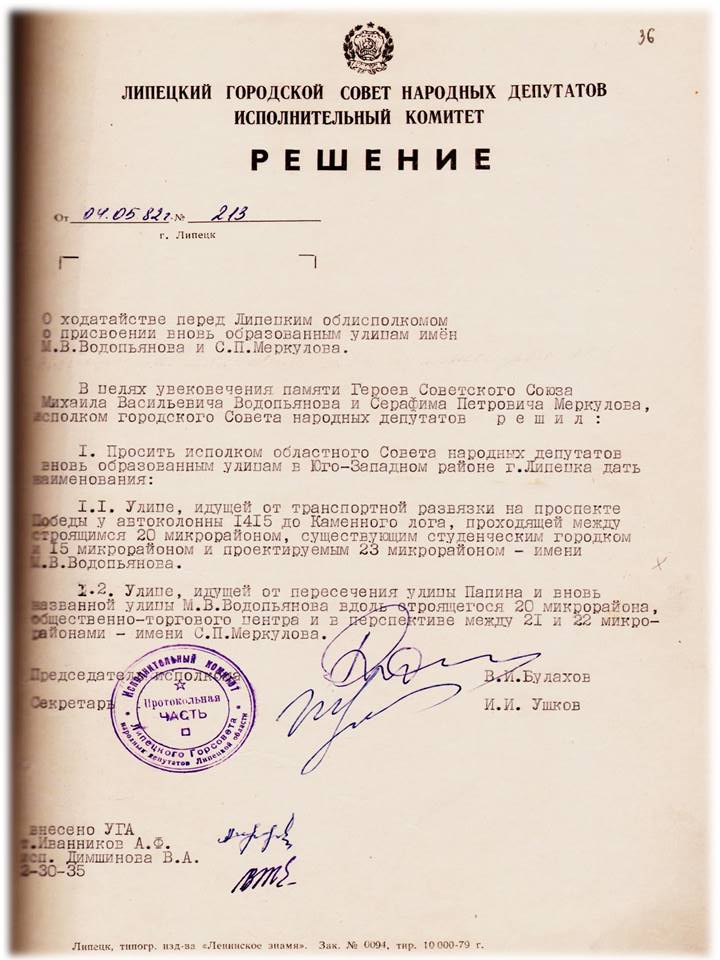 36
ЛИПЕЦКИЙ ГОРОДСКОЙ СОВЕТ НАРОДНЫХ ДЕПУТАТОВ
ИСПОЛНИТЕЛЬНЫЙ КОМИТЕТ
РЕШЕНИЕ
От 04.05 82г. № 213
г. Липецк
О ходатайстве перед Липецким облисполкомом
о присвоении вновь образованным улицам имён
М.В.Водопьянова и С.П.Меркулова.
В целях увековечения памяти Героев Советского Союза
Михаила Васильевича Водопьянова и Серафима Петровича Меркулова,
исполком городского Совета народных депутатов р е ш и л :
I. Просить исполком областного Совета народных депутатов
вновь образованным улицам в Юго-Западном районе г.Липецка дать
наименования:
I.I. Улице, идущей от транспортной развязки на проспекте
Победы у автоколонны I4I5 до Каменного лога, проходящей между
строящимся 20 микрорайоном, существующим студенческим городком
и I5 микрорайоном и проектируемым 23 микрорайоном - имени
М.В.Водопьянова.
I.2. Улице, идущей от пересечения улицы Папина и вновь
названной улицы М.В.Водопьянова вдоль строящегося 20 микрорайона,
общественно-торгового центра и в перспективе между 2I и 22 микро-
районами - имени С.П.Меркулова.
Председатель исполкома В.И.Булахов
Секретарь И.И. Ушков
Исполнительный комитет
Протокольная
ЧАСТЬ
Липецкого Горсовета
народных депутатов Липецкой области
внесено УГА
т.Иванников А.Ф.
исп. Димшинова В.А.
2-30-35
Липецк, типогр. изд-ва «Ленинское знамя». Зак. № 0094, тир. 10 000-79 г.